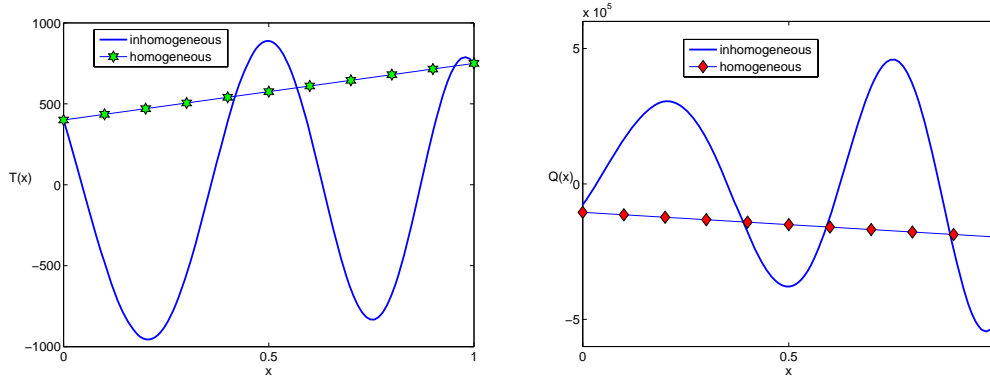 1000
500
0
−500
−1000
T(x)
0
0.5
1
x
inhomogeneous
homogeneous
x 10^5
5
0
−5
Q(x)
0
0.5
x
inhomogeneous
homogeneous